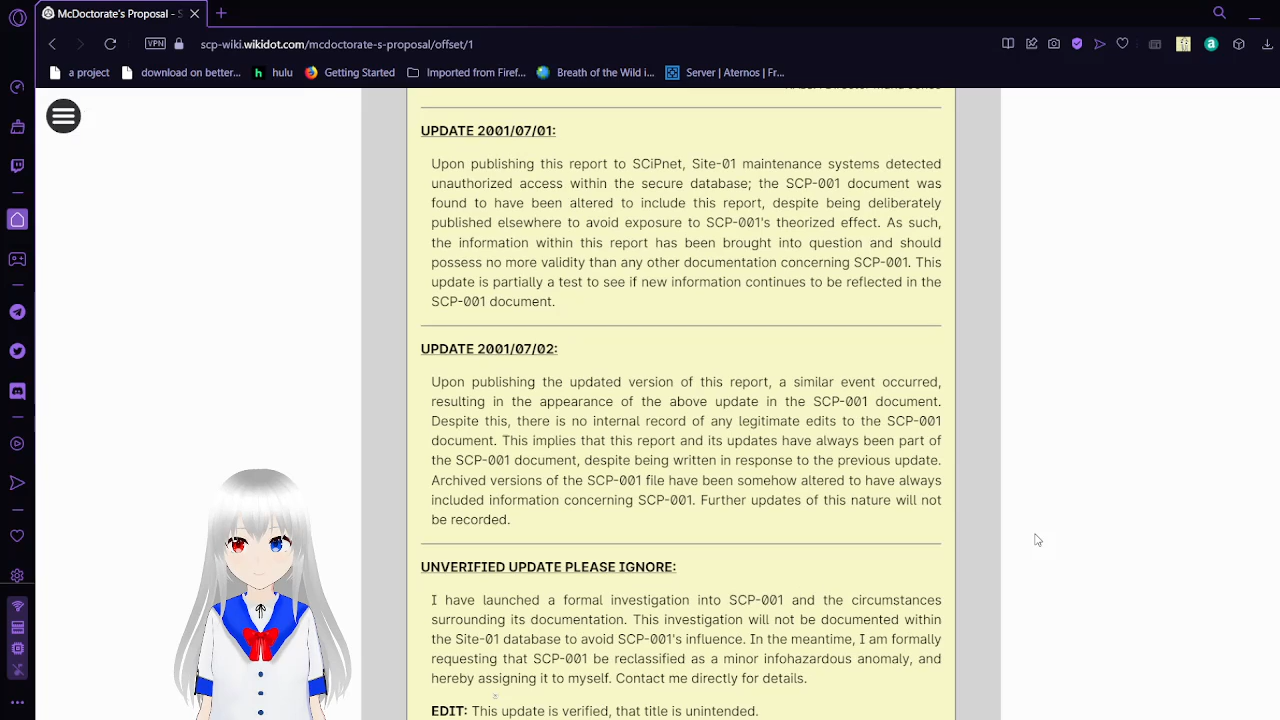 McDoctorate's Proposal - S
VPN
scp-wiki.wikidot.com/mcdoctorate-s-proposal/offset/1
a project
download on better...
hulu
Getting Started
Imported from Firef...
Breath of the Wild i...
Server | Aternos | Fr...
UPDATE 2001/07/01:
Upon publishing this report to SCiPnet, Site-01 maintenance systems detected
unauthorized access within the secure database; the SCP-001 document was
found to have been altered to include this report, despite being deliberately
published elsewhere to avoid exposure to SCP-001's theorized effect. As such,
the information within this report has been brought into question and should
possess no more validity than any other documentation concerning SCP-001. This
update is partially a test to see if new information continues to be reflected in the
SCP-001 document.
UPDATE 2001/07/02:
Upon publishing the updated version of this report, a similar event occurred,
resulting in the appearance of the above update in the SCP-001 document.
Despite this, there is no internal record of any legitimate edits to the SCP-001
document. This implies that this report and its updates have always been part of
the SCP-001 document, despite being written in response to the previous update.
Archived versions of the SCP-001 file have been somehow altered to have always
included information concerning SCP-001. Further updates of this nature will not
be recorded.
UNVERIFIED UPDATE PLEASE IGNORE:
I have launched a formal investigation into SCP-001 and the circumstances
surrounding its documentation. This investigation will not be documented within
the Site-01 database to avoid SCP-001's influence. In the meantime, I am formally
requesting that SCP-001 be reclassified as a minor infohazardous anomaly, and
hereby assigning it to myself. Contact me directly for details.
EDIT: This update is verified, that title is unintended.